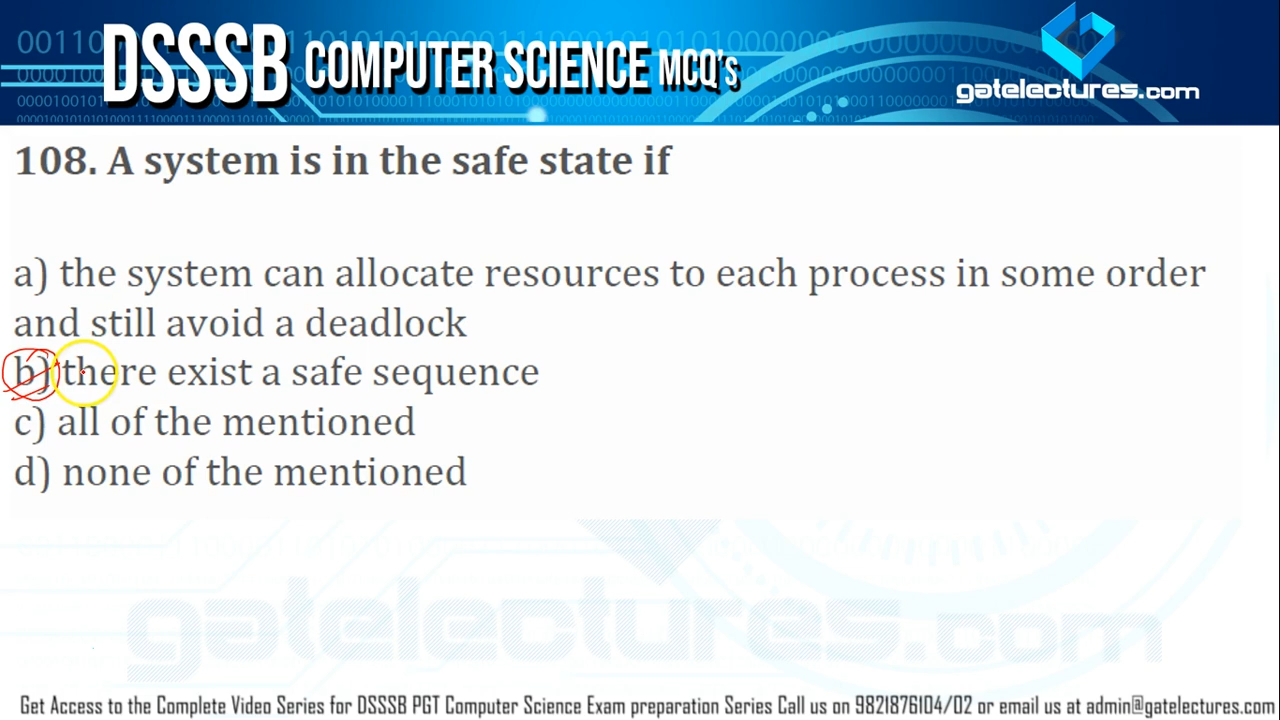 DSSSB COMPUTER SCIENCE MCQ's
gatelectures.com
108. A system is in the safe state if
a) the system can allocate resources to each process in some order
and still avoid a deadlock
b) there exist a safe sequence
c) all of the mentioned
d) none of the mentioned
gatelectures.com
Get Access to the Complete Video Series for DSSSB PGT Computer Science Exam preparation Series Call us on 9821876104/02 or email us at admin@gatelectures.com